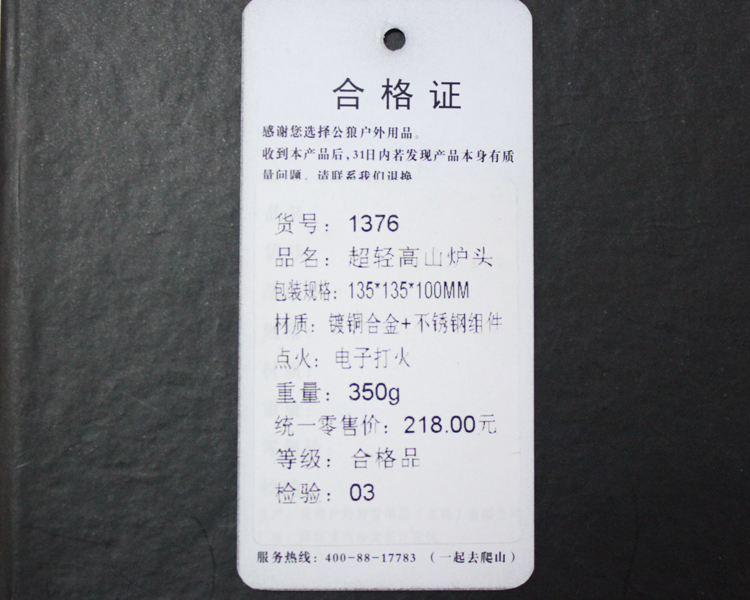 合格证
感谢您选择公狼户外用品。
收到本产品后,31日内若发现产品本身有质
量问题，请联系我们退换
货号：1376
品名：超轻高山炉头
包装规格：135*135*100MM
材质：镀铜合金+不锈钢组件
点火：电子打火
重量：350g
统一零售价：218.00元
等级：合格品
检验：03
服务热线：400-88-17783 （一起去爬山）